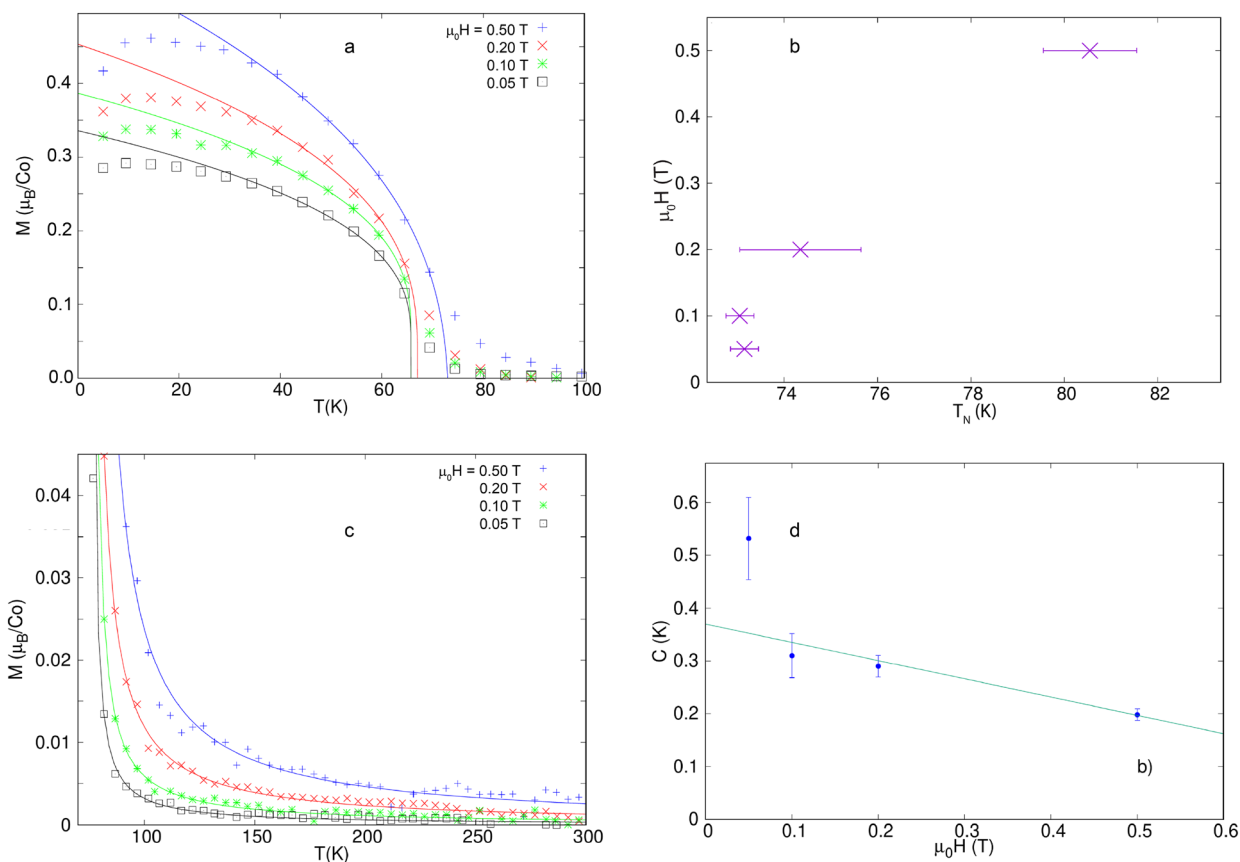 a
μ₀H = 0.50 T
0.20 T
0.10 T
0.05 T
0.4
0.3
0.2
0.1
0.0
M (μB/Co)
0 20 40 60 80 100
T(K)
b
0.5
0.4
0.3
0.2
0.1
0
μ₀H (T)
74 76 78 80 82
TN (K)
c
μ₀H = 0.50 T
0.20 T
0.10 T
0.05 T
0.04
0.03
0.02
0.01
0
M (μB/Co)
100 150 200 250 300
T(K)
d
0.6
0.5
0.4
0.3
0.2
0.1
0
C (K)
b)
0 0.1 0.2 0.3 0.4 0.5 0.6
μ₀H (T)